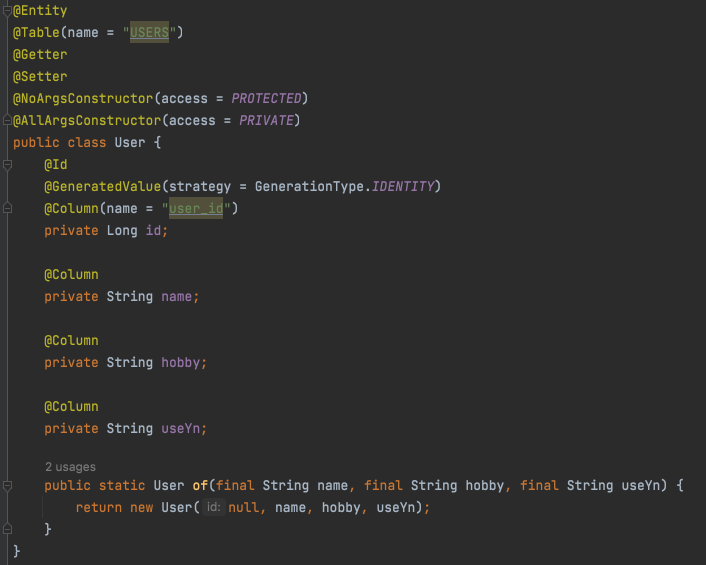 @Entity
@Table(name = "USERS")
@Getter
@Setter
@NoArgsConstructor(access = PROTECTED)
@AllArgsConstructor(access = PRIVATE)
public class User {
    @Id
    @GeneratedValue(strategy = GenerationType.IDENTITY)
    @Column(name = "user_id")
    private Long id;
    @Column
    private String name;
    @Column
    private String hobby;
    @Column
    private String useYn;
    2 usages
    public static User of(final String name, final String hobby, final String useYn) {
        return new User( id: null, name, hobby, useYn);
    }
}